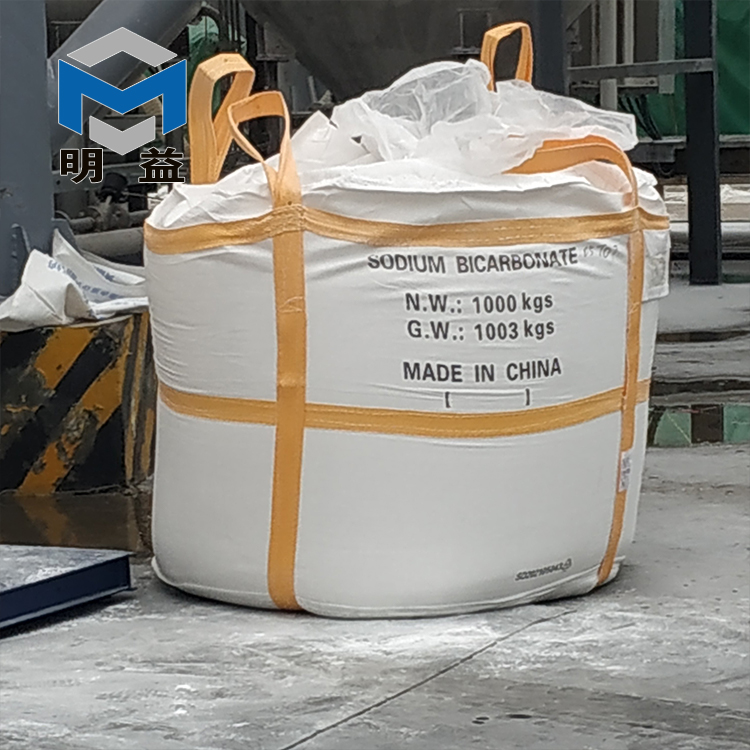 明益
SODIUM BICARBONATE
N.W.: 1000 kgs
G.W.: 1003 kgs
MADE IN CHINA
[ ]